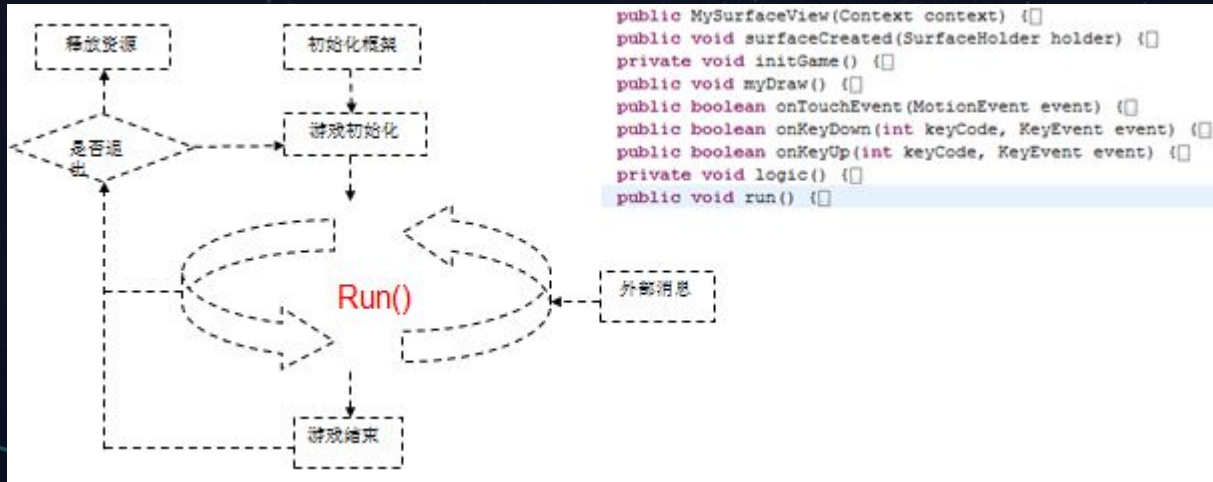 释放资源
初始化框架
游戏初始化
是否退
出
Run()
外部消息
游戏结束
public MySurfaceView(Context context) {
public void surfaceCreated(SurfaceHolder holder) {
private void initGame() {
public void myDraw() {
public boolean onTouchEvent(MotionEvent event) {
public boolean onKeyDown(int keyCode, KeyEvent event) {
public boolean onKeyUp(int keyCode, KeyEvent event) {
private void logic() {
public void run() {